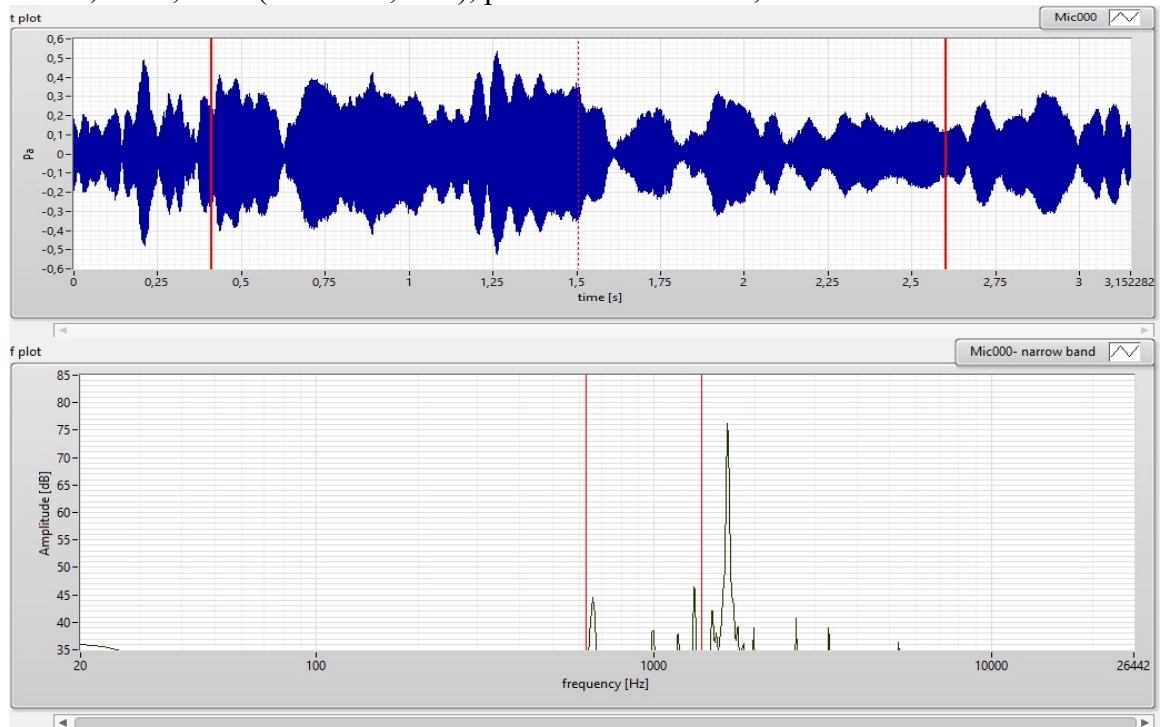 t plot
Mic000
0,6
0,5
0,4
0,3
0,2
0,1
0
-0,1
-0,2
-0,3
-0,4
-0,5
-0,6
Pa
0 0,25 0,5 0,75 1 1,25 1,5 1,75 2 2,25 2,5 2,75 3 3,152282
time [s]
f plot
Mic000- narrow band
85
80
75
70
65
60
55
50
45
40
35
Amplitude [dB]
20 100 1000 10000 26442
frequency [Hz]